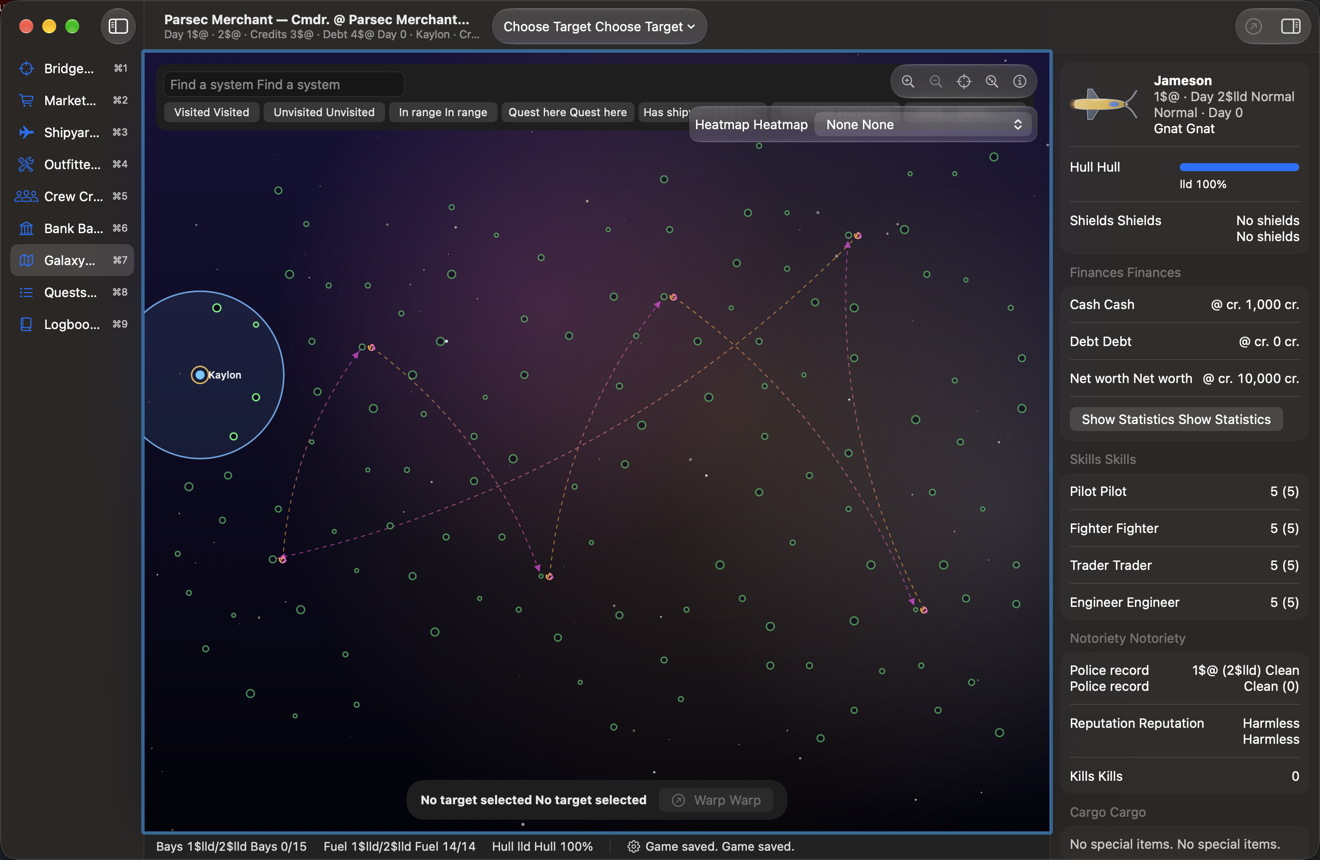 Parsec Merchant — Cmdr. @ Parsec Merchant...
Day 1$@ · 2$@ · Credits 3$@ · Debt 4$@ Day 0 · Kaylon · Cr...
Choose Target Choose Target
Bridge... ⌘1
Market... ⌘2
Shipyar... ⌘3
Outfitte... ⌘4
Crew Cr... ⌘5
Bank Ba... ⌘6
Galaxy... ⌘7
Quests... ⌘8
Logboo... ⌘9
Find a system Find a system
Visited Visited
Unvisited Unvisited
In range In range
Quest here Quest here
Has ship
Heatmap Heatmap
None None
Kaylon
No target selected No target selected
Warp Warp
Bays 1$lld/2$lld Bays 0/15
Fuel 1$lld/2$lld Fuel 14/14
Hull lld Hull 100%
Game saved. Game saved.
Jameson
1$@ · Day 2$lld Normal
Normal · Day 0
Gnat Gnat
Hull Hull
lld 100%
Shields Shields
No shields
No shields
Finances Finances
Cash Cash @ cr. 1,000 cr.
Debt Debt @ cr. 0 cr.
Net worth Net worth @ cr. 10,000 cr.
Show Statistics Show Statistics
Skills Skills
Pilot Pilot 5 (5)
Fighter Fighter 5 (5)
Trader Trader 5 (5)
Engineer Engineer 5 (5)
Notoriety Notoriety
Police record 1$@ (2$lld) Clean
Police record Clean (0)
Reputation Reputation Harmless
Harmless
Kills Kills 0
Cargo Cargo
No special items. No special items.